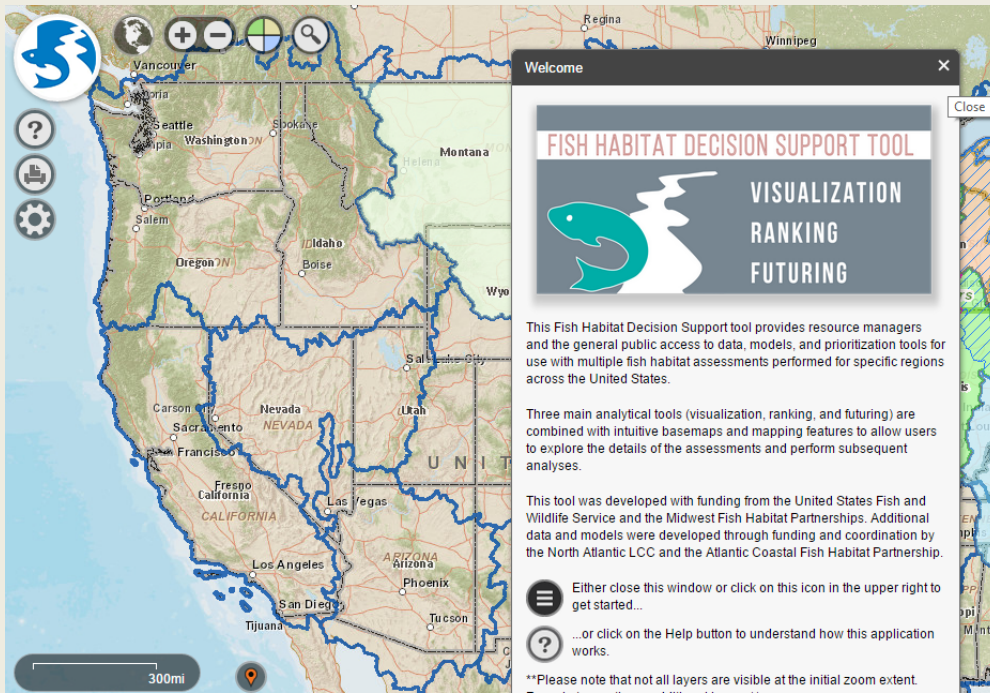 Regina
Winnipeg
Vancouver
Seattle
Washington
Spokane
Helena
Montana
Portland
Salem
Oregon
Idaho
Boise
Wyo
Salt Lake City
Carson City
Nevada
NEVADA
Utah
Sacramento
Francisco
UNIT
Fresno
California
CALIFORNIA
Las Vegas
ARIZONA
Arizona
Los Angeles
Phoenix
San Diego
Tucson
Tijuana
300mi
Welcome
Close
FISH HABITAT DECISION SUPPORT TOOL
VISUALIZATION
RANKING
FUTURING
This Fish Habitat Decision Support tool provides resource managers
and the general public access to data, models, and prioritization tools for
use with multiple fish habitat assessments performed for specific regions
across the United States.
Three main analytical tools (visualization, ranking, and futuring) are
combined with intuitive basemaps and mapping features to allow users
to explore the details of the assessments and perform subsequent
analyses.
This tool was developed with funding from the United States Fish and
Wildlife Service and the Midwest Fish Habitat Partnerships. Additional
data and models were developed through funding and coordination by
the North Atlantic LCC and the Atlantic Coastal Fish Habitat Partnership.
Either close this window or click on this icon in the upper right to
get started...
?
...or click on the Help button to understand how this application
works.
**Please note that not all layers are visible at the initial zoom extent.